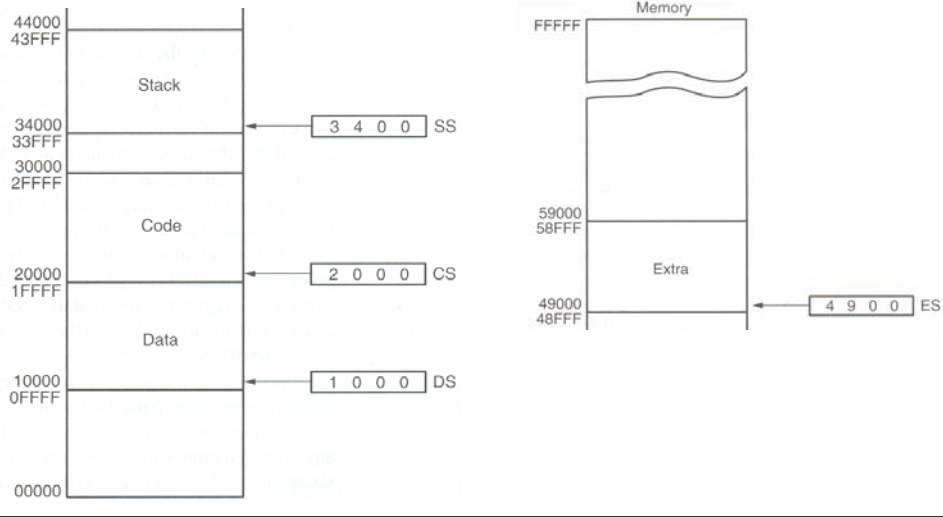 44000
43FFF
Stack
34000
33FFF
3 4 0 0 SS
30000
2FFFF
Code
20000
1FFFF
2 0 0 0 CS
Data
10000
0FFFF
1 0 0 0 DS
00000
Memory
FFFFF
59000
58FFF
Extra
49000
48FFF
4 9 0 0 ES